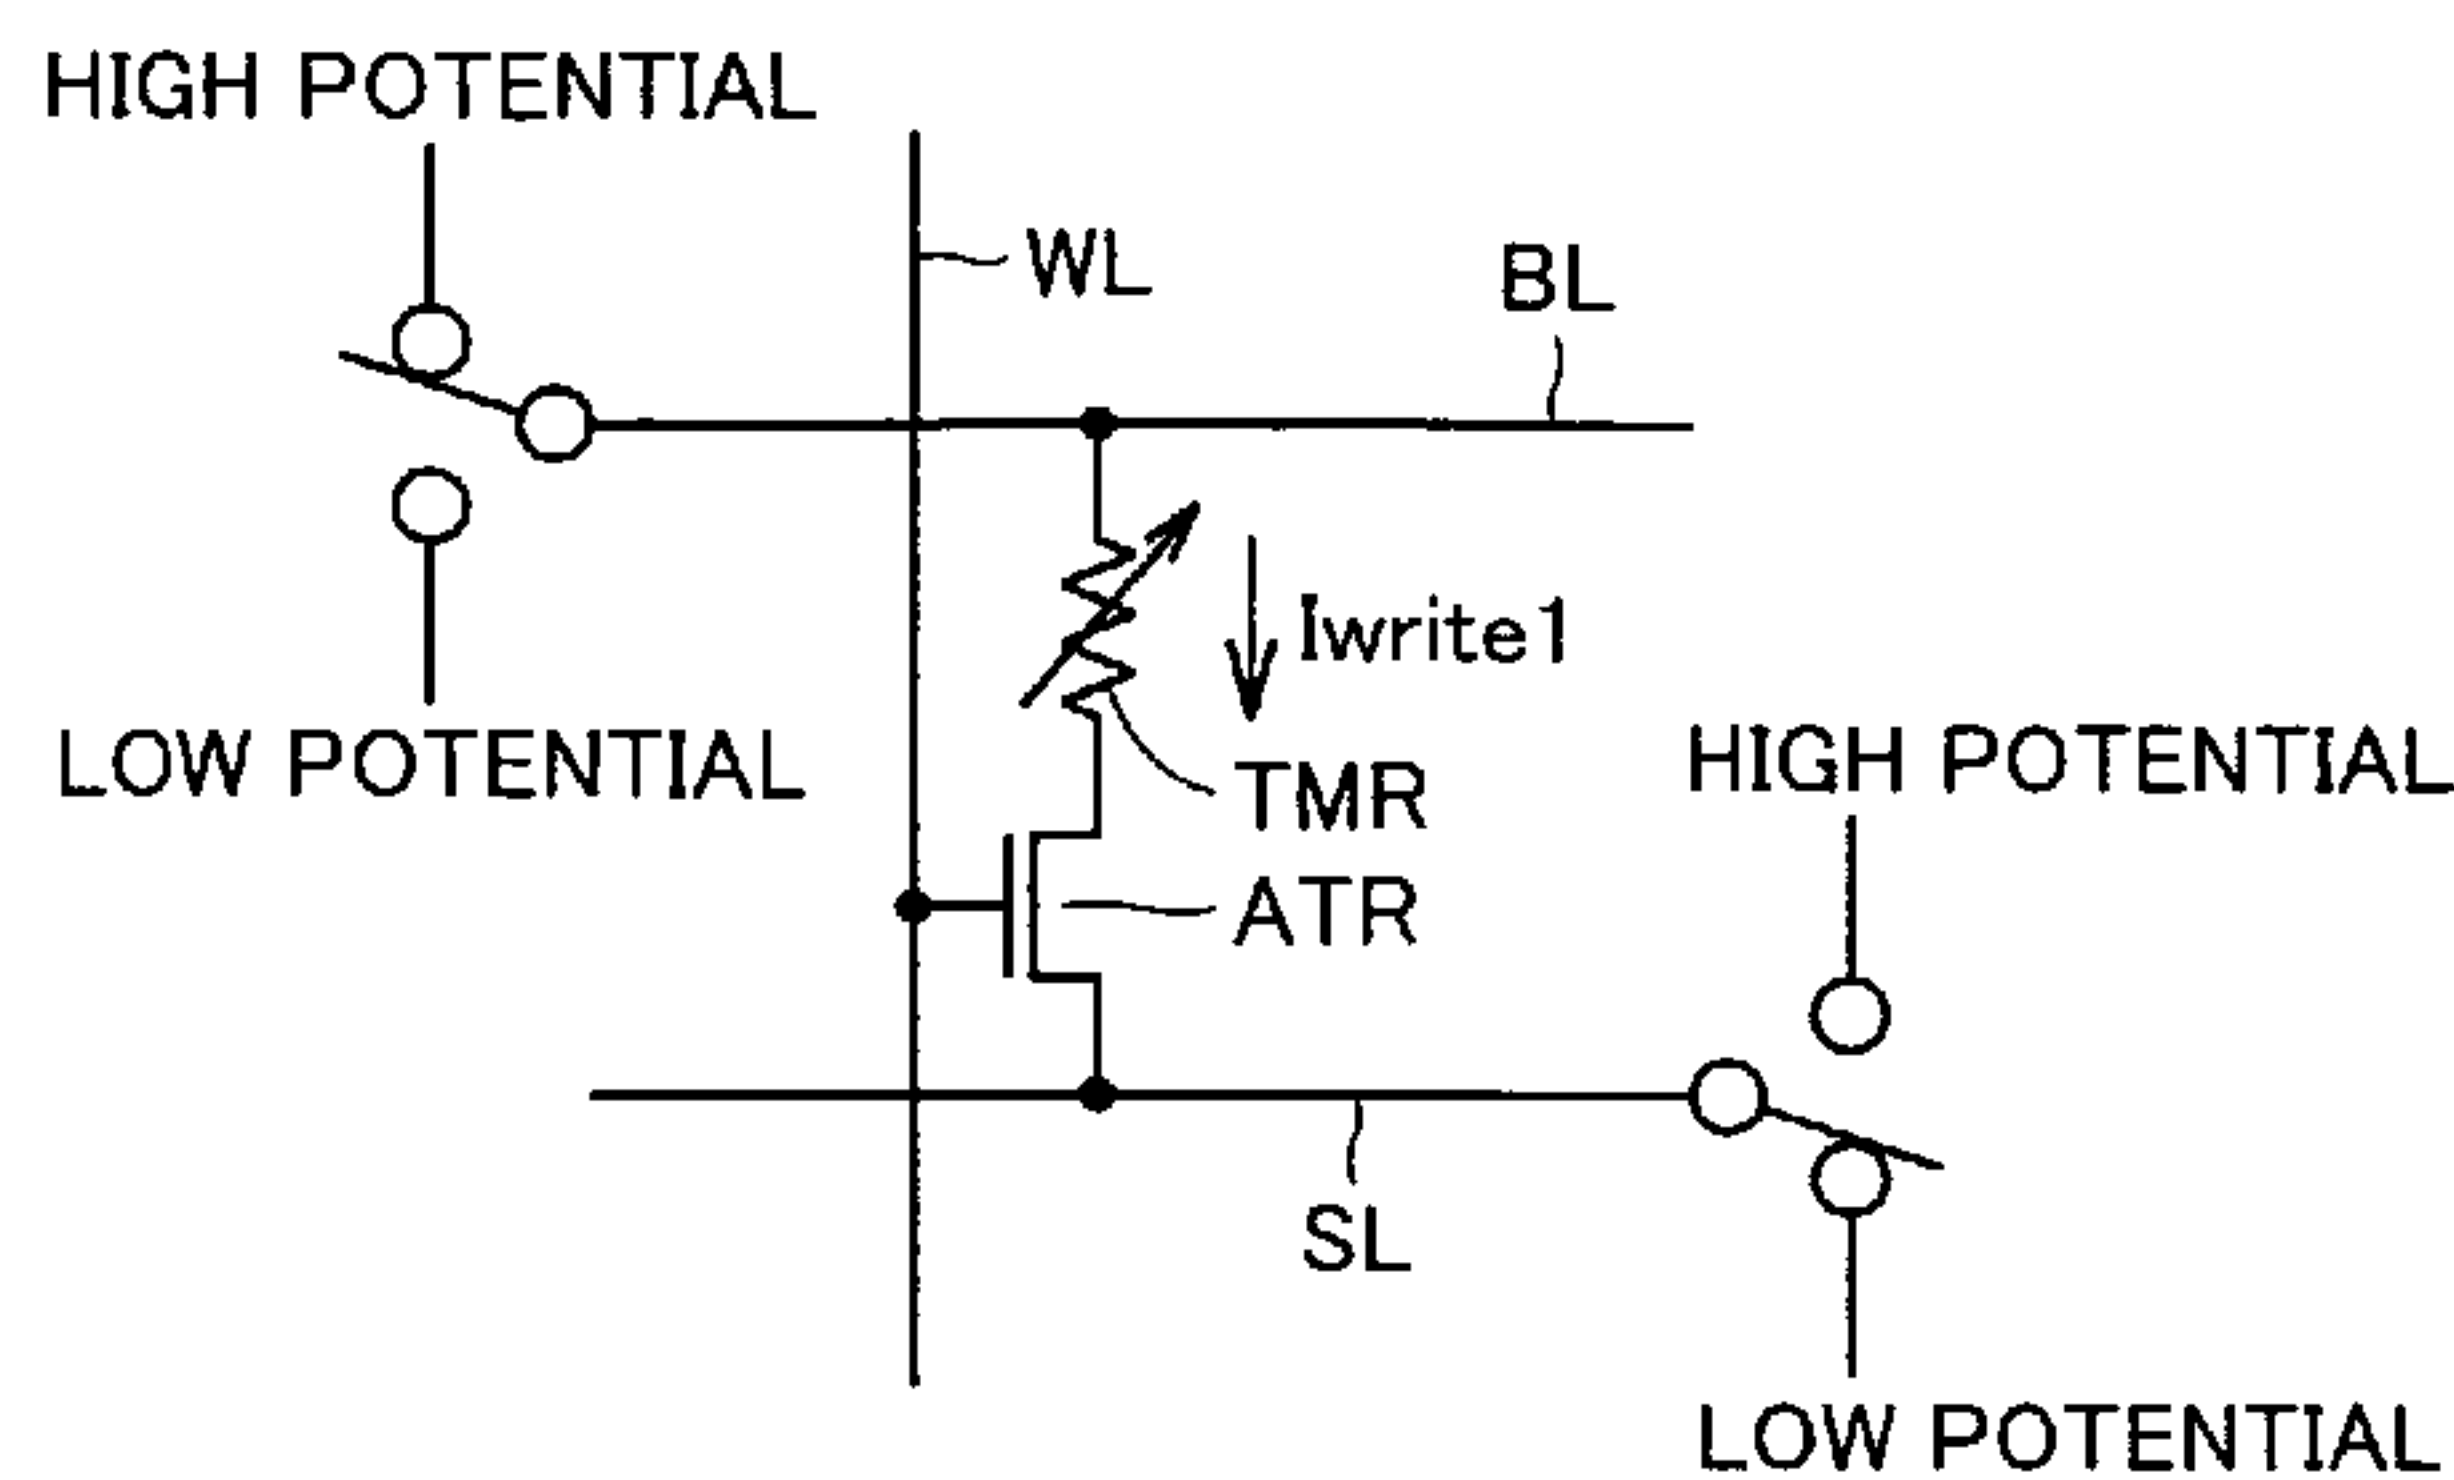 HIGH POTENTIAL
WL
BL
Iwrite1
LOW POTENTIAL
HIGH POTENTIAL
TMR
ATR
SL
LOW POTENTIAL